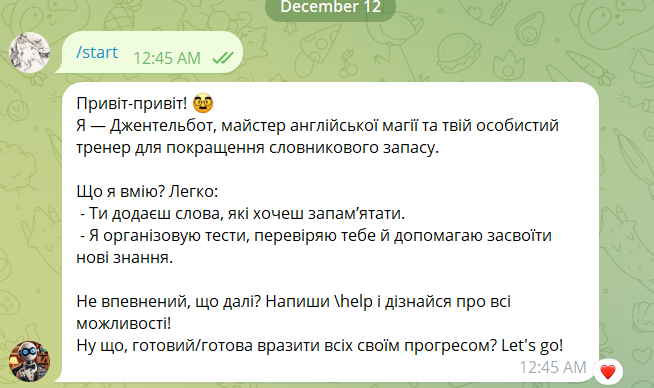 December 12
/start 12:45 AM
Привіт-привіт! 🥸
Я — Джентельбот, майстер англійської магії та твій особистий
тренер для покращення словникового запасу.
Що я вмію? Легко:
- Ти додаєш слова, які хочеш запам’ятати.
- Я організовую тести, перевіряю тебе й допомагаю засвоїти
нові знання.
Не впевнений, що далі? Напиши \help і дізнайся про всі
можливості!
Ну що, готовий/готова вразити всіх своїм прогресом? Let's go!
12:45 AM